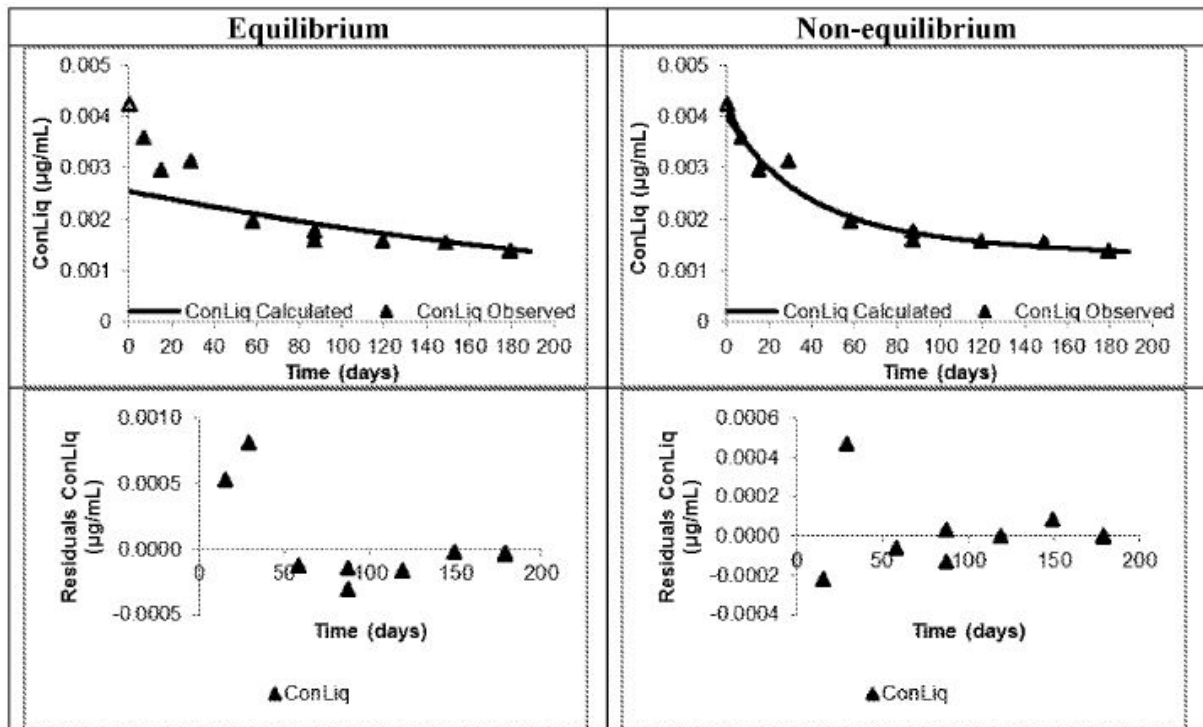 Equilibrium
Non-equilibrium
0.005
0.004
0.003
0.002
0.001
0
ConLiq (µg/mL)
ConLiq Calculated ConLiq Observed
0 20 40 60 80 100 120 140 160 180 200
Time (days)
0.005
0.004
0.003
0.002
0.001
0
ConLiq (µg/mL)
ConLiq Calculated ConLiq Observed
0 20 40 60 80 100 120 140 160 180 200
Time (days)
0.0010
0.0005
0.0000
-0.0005
Residuals ConLiq
(µg/mL)
0 50 100 150 200
Time (days)
ConLiq
0.0006
0.0004
0.0002
0.0000
-0.0002
-0.0004
Residuals ConLiq
(µg/mL)
0 50 100 150 200
Time (days)
ConLiq